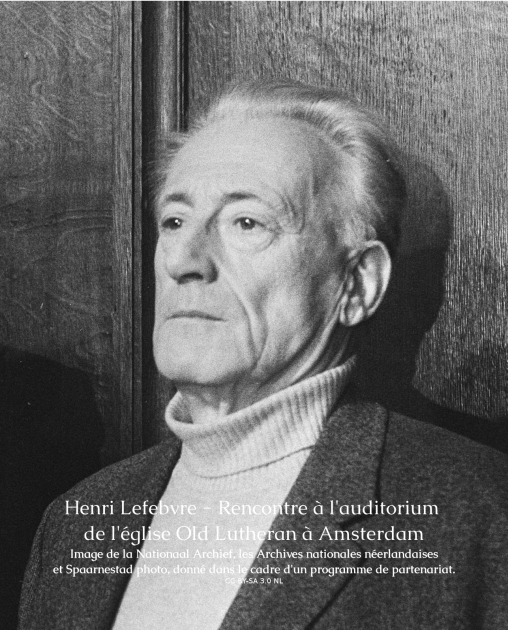 Henri Lefebvre - Rencontre à l'auditorium
de l'église Old Lutheran à Amsterdam
Image de la Nationaal Archief, les Archives nationales néerlandaises
et Spaarnestad photo, donné dans le cadre d'un programme de partenariat.
CC BY-SA 3.0 NL